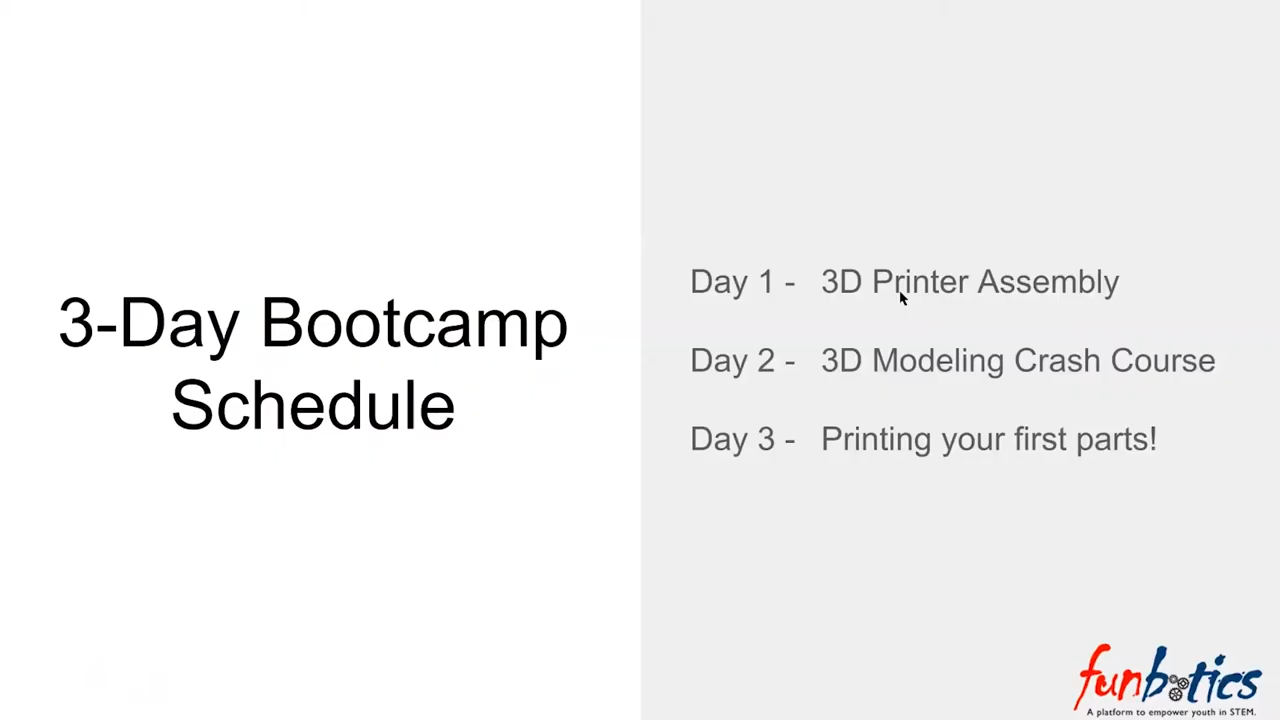 3-Day Bootcamp
Schedule
Day 1 - 3D Printer Assembly
Day 2 - 3D Modeling Crash Course
Day 3 - Printing your first parts!
funbotics
A platform to empower youth in STEM.